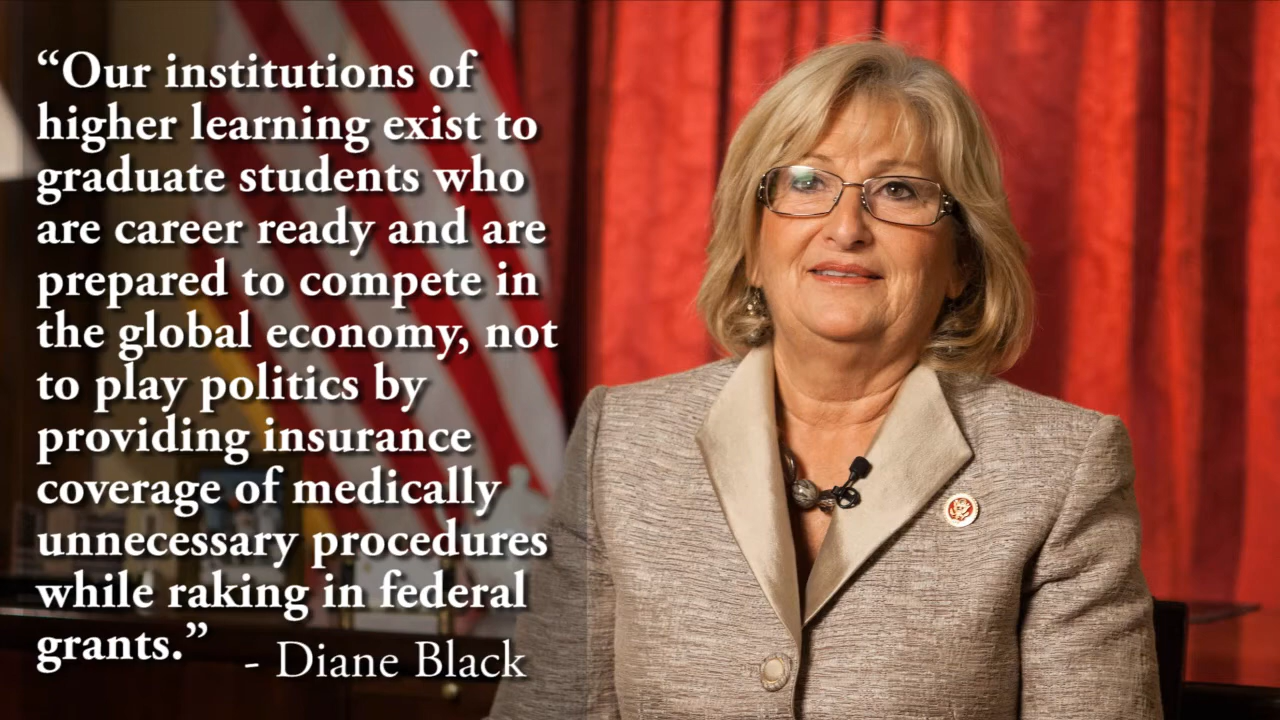 “Our institutions of
higher learning exist to
graduate students who
are career ready and are
prepared to compete in
the global economy, not
to play politics by
providing insurance
coverage of medically
unnecessary procedures
while raking in federal
grants.”
- Diane Black